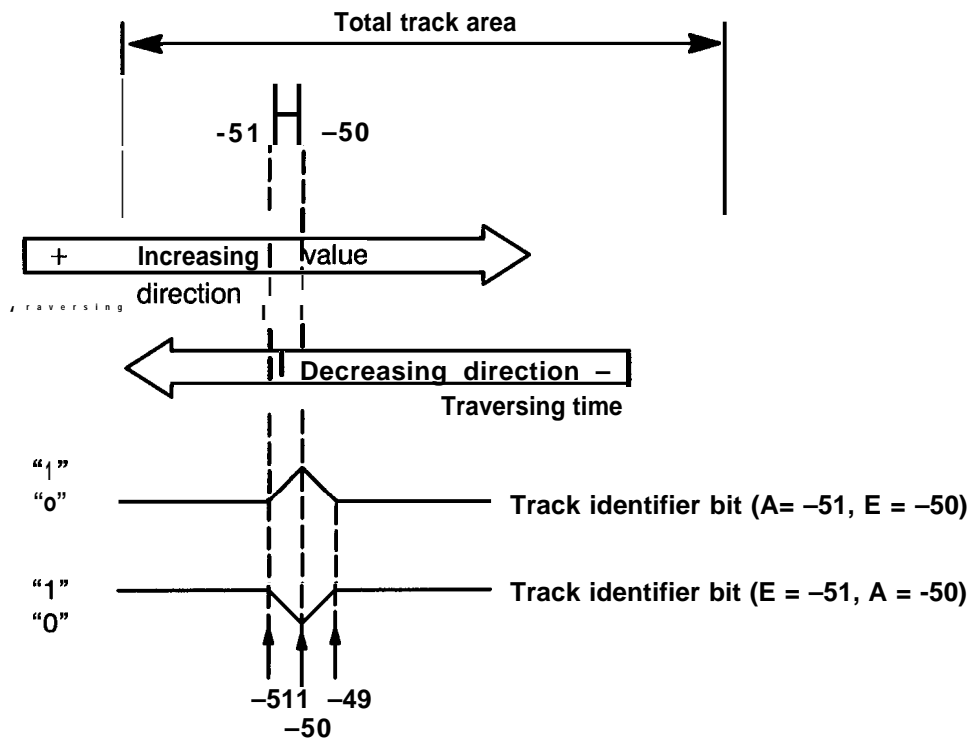 Total track area
-51 –50
+ Increasing value
direction
raversing
Decreasing direction –
Traversing time
“1”
“o” Track identifier bit (A= –51, E = –50)
“1” Track identifier bit (E = –51, A = -50)
“0”
–511 –49
–50